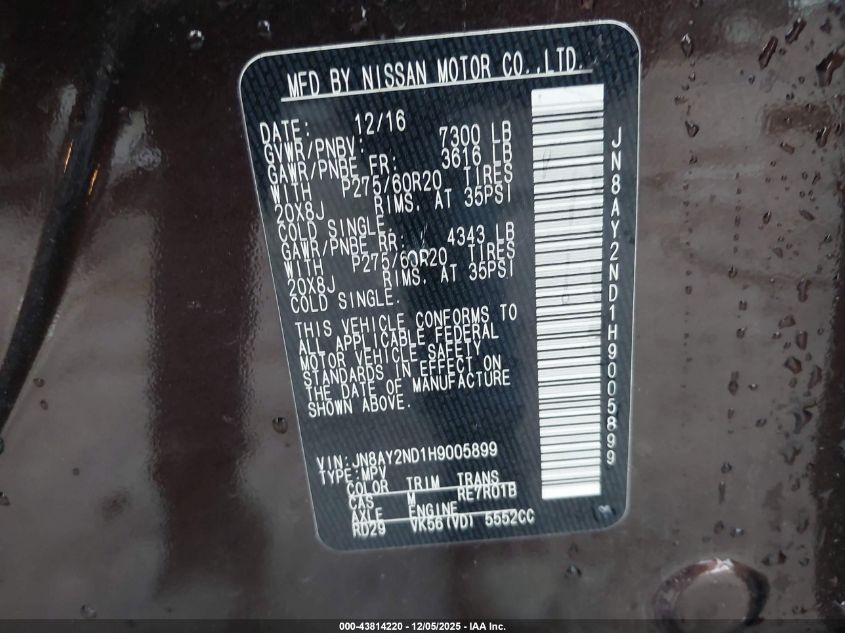 MFD BY NISSAN MOTOR CO.,LTD.
DATE: 12/16
GVWR/PNBV: 7300 LB
GAWR/PNBE FR: 3616 LB
WITH P275/60R20 TIRES
20X8J RIMS. AT 35PSI
COLD SINGLE.
GAWR/PNBE RR: 4343 LB
WITH P275/60R20 TIRES
20X8J RIMS. AT 35PSI
COLD SINGLE.
THIS VEHICLE CONFORMS TO
ALL APPLICABLE FEDERAL
MOTOR VEHICLE SAFETY
STANDARDS IN EFFECT ON
THE DATE OF MANUFACTURE
SHOWN ABOVE.
VIN:JN8AY2ND1H9005899
TYPE:MPV
COLOR TRIM TRANS
CAS M RE7R01B
AXLE ENGINE
RD29 VK56(VD) 5552CC
JN8AY2ND1H9005899
000-43814220 - 12/05/2025 - IAA Inc.